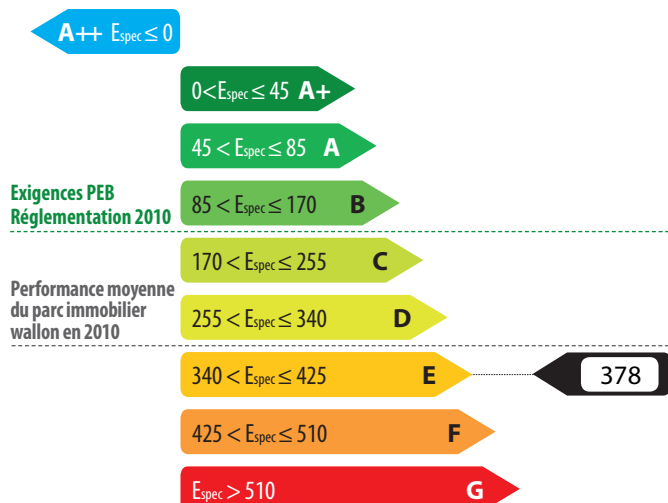 A++ Espec ≤ 0
0<Espec ≤ 45 A+
45 < Espec ≤ 85 A
Exigences PEB
Réglementation 2010
85 < Espec ≤ 170 B
170 < Espec ≤ 255 C
Performance moyenne
du parc immobilier
wallon en 2010
255 < Espec ≤ 340 D
340 < Espec ≤ 425 E 378
425 < Espec ≤ 510 F
Espec > 510 G